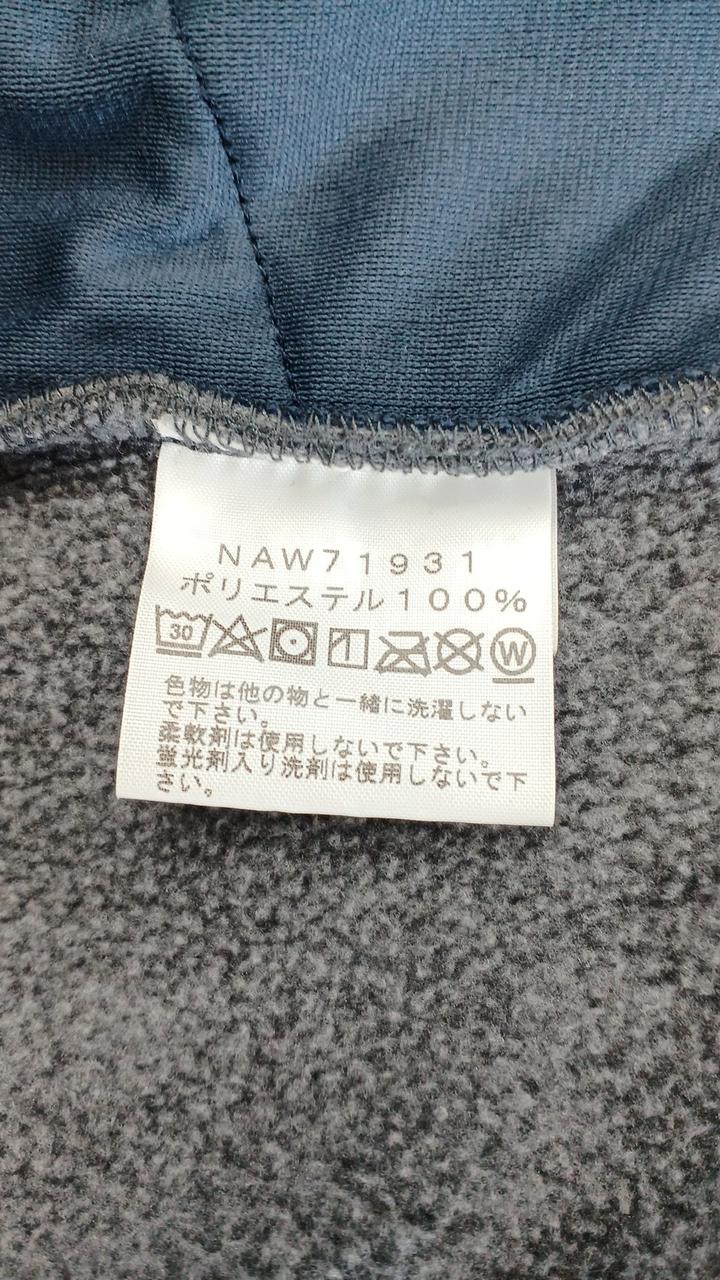 NAW71931
ポリエステル100%
30 W
色物は他の物と一緒に洗濯しない
で下さい。
柔軟剤は使用しないで下さい。
蛍光剤入り洗剤は使用しないで下
さい。